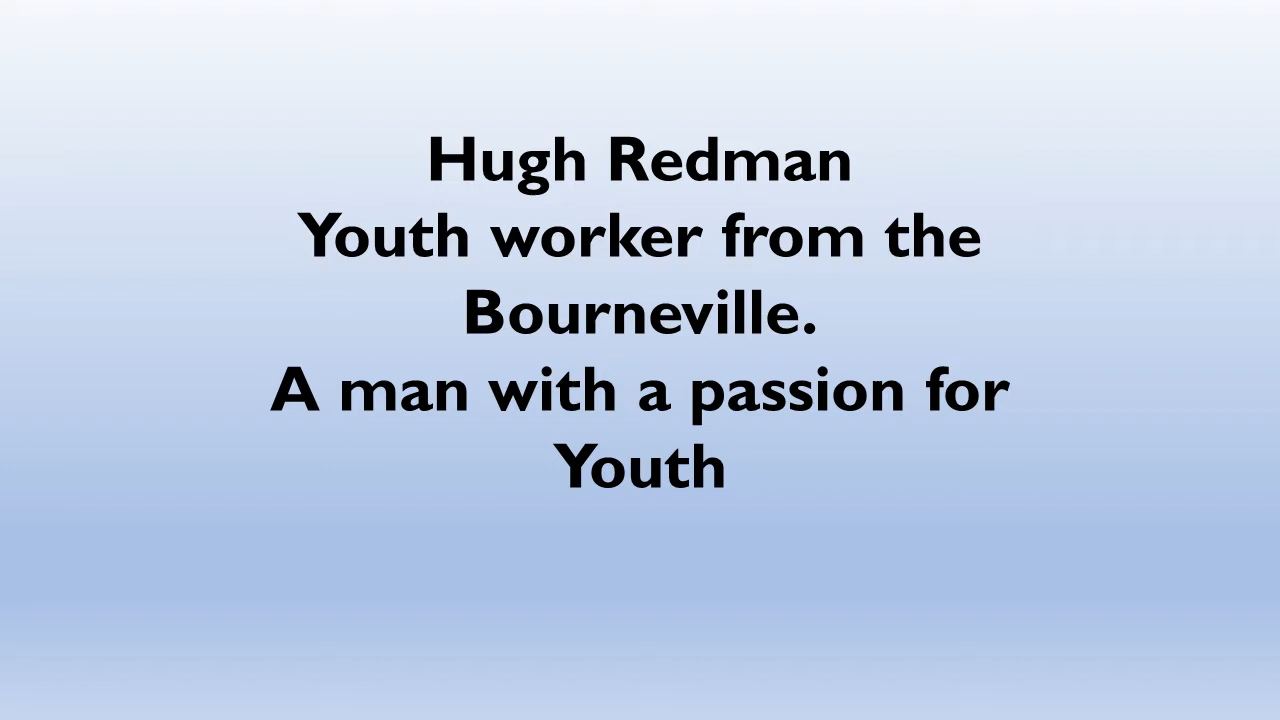 Hugh Redman
Youth worker from the
Bourneville.
A man with a passion for
Youth